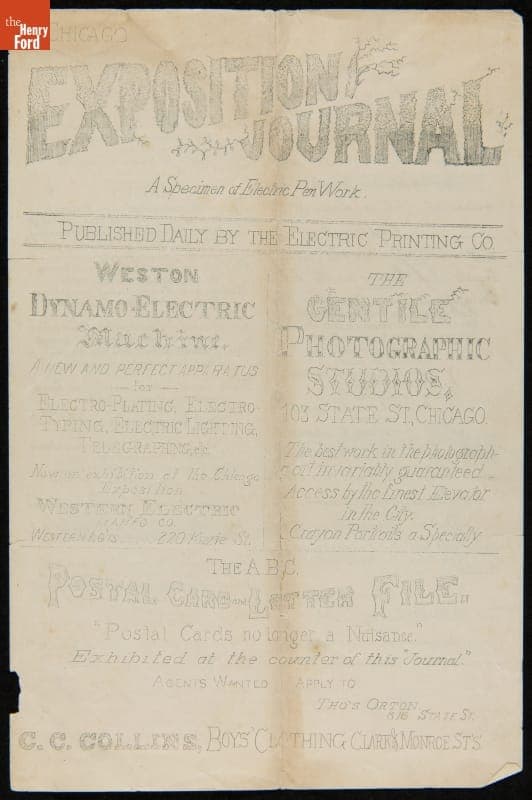 the
Henry
Ford
CHICAGO
EXPOSITION
JOURNAL
A Specimen of Electric Pen Work.
PUBLISHED DAILY BY THE ELECTRIC PRINTING CO.
WESTON
DYNAMO-ELECTRIC
Machine.
A NEW AND PERFECT APPARATUS
— for —
ELECTRO-PLATING, ELECTRO-
TYPING, ELECTRIC LIGHTING,
TELEGRAPHING, &c.
Now on exhibition at the Chicago
Exposition
WESTERN ELECTRIC
MANFG CO.
220 Kinzie St.
THE
GENTILE
PHOTOGRAPHIC
STUDIOS,
103 STATE ST., CHICAGO.
The best work in the photograph-
ic art invariably guaranteed
Access by the finest Elevator
in the City.
Crayon Portraits a Specialty
THE A.B.C.
POSTAL CARD AND LETTER FILE,
"Postal Cards no longer a Nuisance."
Exhibited at the counter of this "Journal."
AGENTS WANTED APPLY TO
THO'S ORTON
816 STATE ST.
C. C. COLLINS, BOYS' CLOTHING CLARK & MONROE ST'S